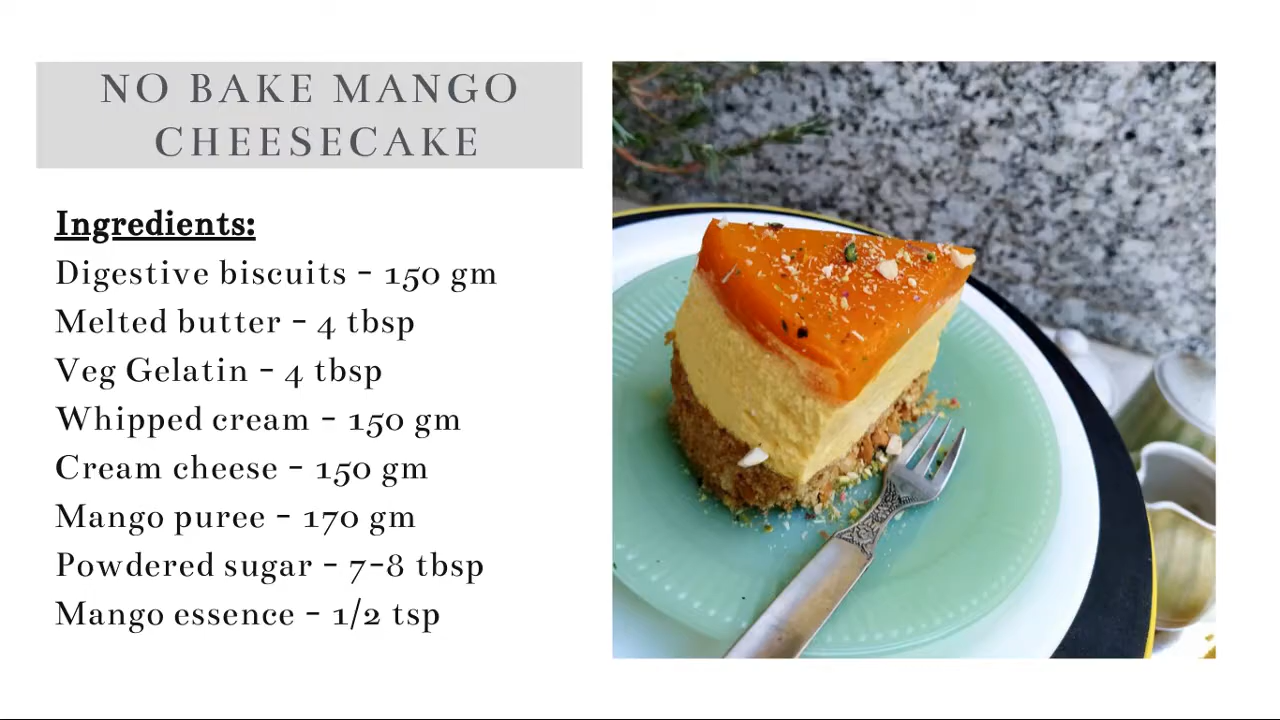 NO BAKE MANGO
CHEESECAKE
Ingredients:
Digestive biscuits - 150 gm
Melted butter - 4 tbsp
Veg Gelatin - 4 tbsp
Whipped cream - 150 gm
Cream cheese - 150 gm
Mango puree - 170 gm
Powdered sugar - 7-8 tbsp
Mango essence - 1/2 tsp